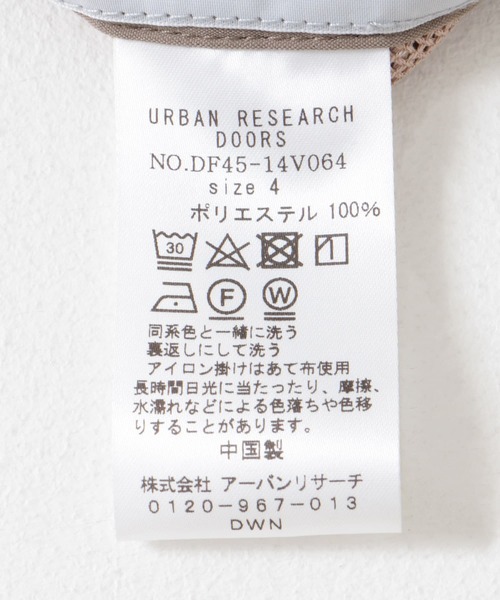 URBAN RESEARCH
DOORS
NO.DF45-14V064
size 4
ポリエステル 100%
30
F W
同系色と一緒に洗う
裏返しにして洗う
アイロン掛けはあて布使用
長時間日光に当たったり、摩擦、
水濡れなどによる色落ちや色移
りすることがあります。
中国製
株式会社 アーバンリサーチ
0120-967-013
DWN